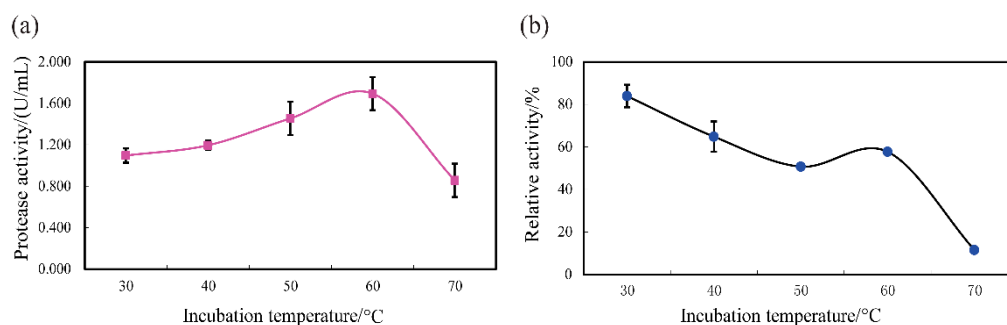 (a)
Protease activity/(U/mL)
2.000
1.600
1.200
0.800
0.400
0.000
30 40 50 60 70
Incubation temperature/°C
(b)
Relative activity/%
100
80
60
40
20
0
30 40 50 60 70
Incubation temperature/°C